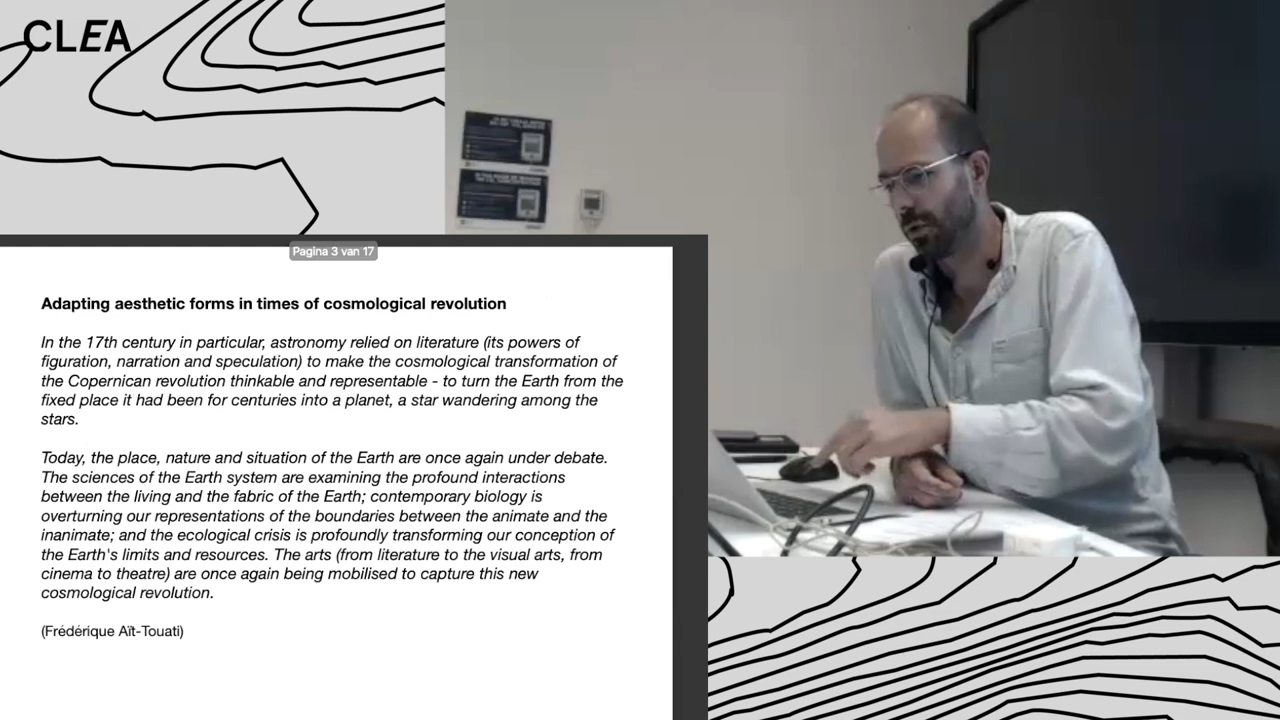 CLEA
Pagina 3 van 17
Adapting aesthetic forms in times of cosmological revolution
In the 17th century in particular, astronomy relied on literature (its powers of
figuration, narration and speculation) to make the cosmological transformation of
the Copernican revolution thinkable and representable - to turn the Earth from the
fixed place it had been for centuries into a planet, a star wandering among the
stars.
Today, the place, nature and situation of the Earth are once again under debate.
The sciences of the Earth system are examining the profound interactions
between the living and the fabric of the Earth; contemporary biology is
overturning our representations of the boundaries between the animate and the
inanimate; and the ecological crisis is profoundly transforming our conception of
the Earth's limits and resources. The arts (from literature to the visual arts, from
cinema to theatre) are once again being mobilised to capture this new
cosmological revolution.
(Frédérique Aït-Touati)